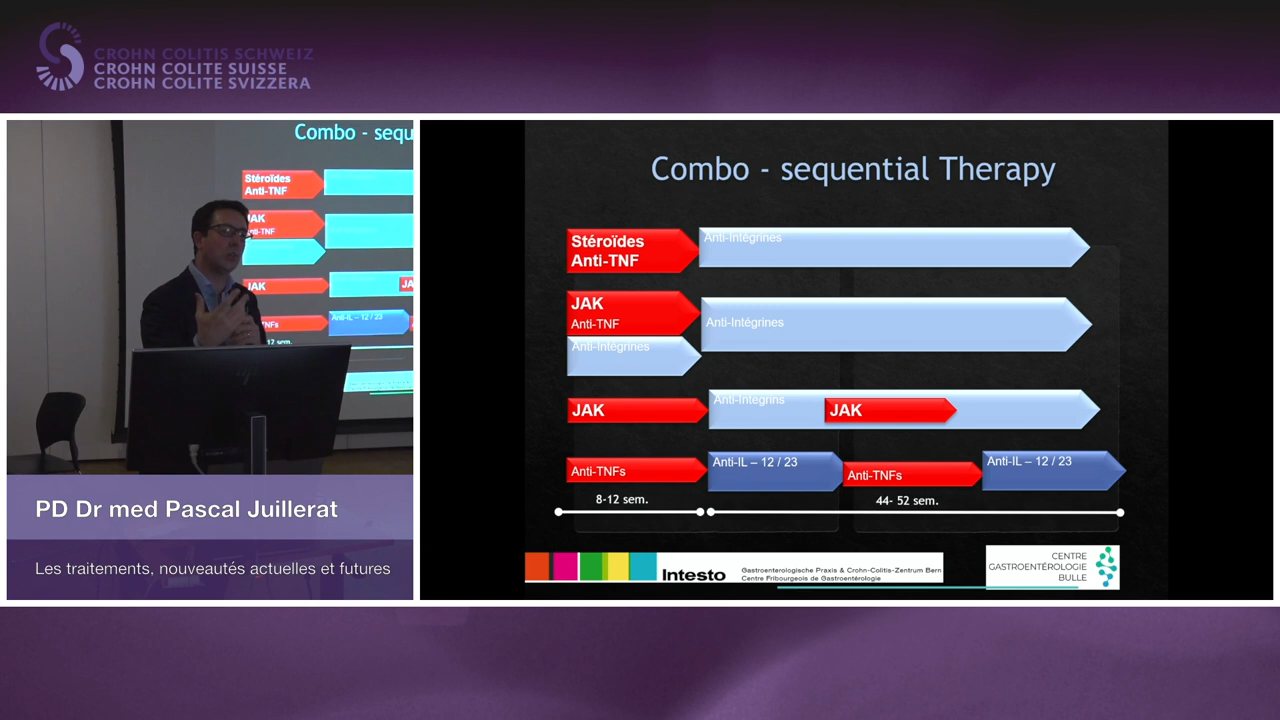 CROHN COLITIS SCHWEIZ
CROHN COLITE SUISSE
CROHN COLITE SVIZZERA
Combo - sequ
Stéroïdes
Anti-TNF
JAK
Anti-TNF
JAK
JA
Anti-IL – 12 / 23
NFs
12 sem.
PD Dr med Pascal Juillerat
Les traitements, nouveautés actuelles et futures
Combo - sequential Therapy
Stéroïdes
Anti-TNF
Anti-Intégrines
JAK
Anti-TNF
Anti-Intégrines
Anti-Intégrines
JAK
Anti-Integrins
JAK
Anti-TNFs
Anti-IL – 12 / 23
Anti-TNFs
Anti-IL – 12 / 23
8-12 sem.
44- 52 sem.
Intesto
Gastroenterologische Praxis & Crohn-Colitis-Zentrum Bern
Centre Fribourgeois de Gastroentérologie
CENTRE
GASTROENTÉROLOGIE
BULLE